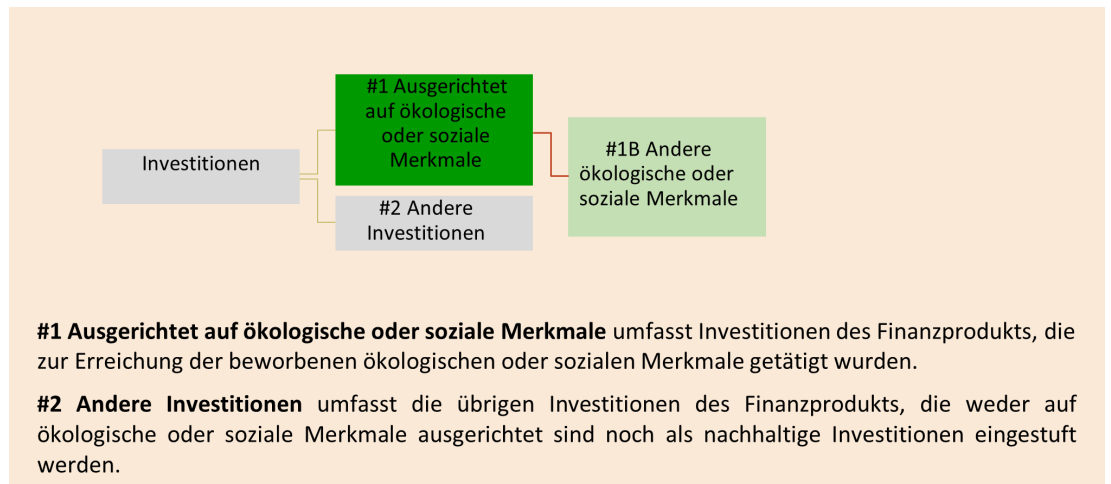 #1 Ausgerichtet
auf ökologische
oder soziale
Merkmale
Investitionen
#1B Andere
ökologische oder
soziale Merkmale
#2 Andere
Investitionen
#1 Ausgerichtet auf ökologische oder soziale Merkmale umfasst Investitionen des Finanzprodukts, die
zur Erreichung der beworbenen ökologischen oder sozialen Merkmale getätigt wurden.
#2 Andere Investitionen umfasst die übrigen Investitionen des Finanzprodukts, die weder auf
ökologische oder soziale Merkmale ausgerichtet sind noch als nachhaltige Investitionen eingestuft
werden.